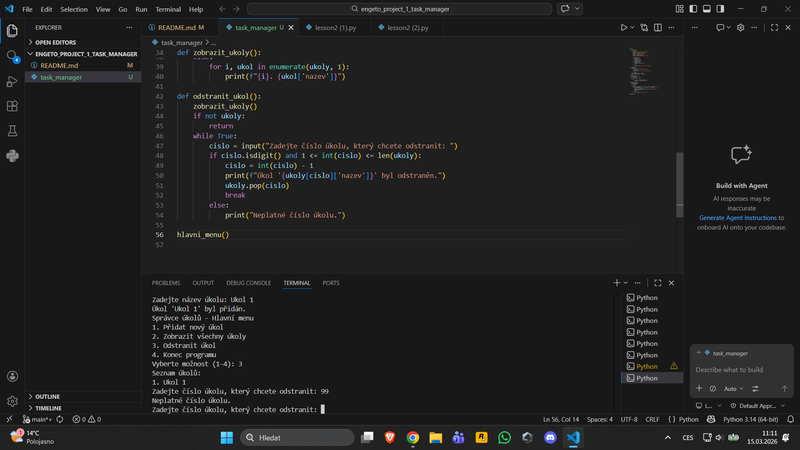 File Edit Selection View Go Run Terminal Help
engeto_project_1_task_manager
EXPLORER
OPEN EDITORS
ENGETO_PROJECT_1_TASK_MANAGER
README.md M
task_manager U
OUTLINE
TIMELINE
README.md M
task_manager U
lesson2 (1).py
lesson2 (2).py
task_manager > ...
34 def zobrazit_ukoly():
39 for i, ukol in enumerate(ukoly, 1):
40 print(f"{i}. {ukol['nazev']}")
41
42 def odstranit_ukol():
43 zobrazit_ukoly()
44 if not ukoly:
45 return
46 while True:
47 cislo = input("Zadejte číslo úkolu, který chcete odstranit: ")
48 if cislo.isdigit() and 1 <= int(cislo) <= len(ukoly):
49 cislo = int(cislo) - 1
50 print(f"Úkol '{ukoly[cislo]['nazev']}' byl odstraněn.")
51 ukoly.pop(cislo)
52 break
53 else:
54 print("Neplatné číslo úkolu.")
55
56 hlavni_menu()
57
PROBLEMS OUTPUT DEBUG CONSOLE TERMINAL PORTS
Zadejte název úkolu: Ukol 1
Úkol 'Ukol 1' byl přidán.
Správce úkolů - Hlavní menu
1. Přidat nový úkol
2. Zobrazit všechny úkoly
3. Odstranit úkol
4. Konec programu
Vyberte možnost (1-4): 3
Seznam úkolů:
1. Ukol 1
Zadejte číslo úkolu, který chcete odstranit: 99
Neplatné číslo úkolu.
Zadejte číslo úkolu, který chcete odstranit:
Python
Python
Python
Python
Python
Python
Python
Python
Build with Agent
AI responses may be
inaccurate
Generate Agent Instructions to
onboard AI onto your codebase.
task_manager
Describe what to build
Auto
Default Appr...
main*+ 0 0
Ln 56, Col 14 Spaces: 4 UTF-8 CRLF Python Python 3.14 (64-bit)
14°C
Polojasno
Hledat
CES
11:11
15.03.2026